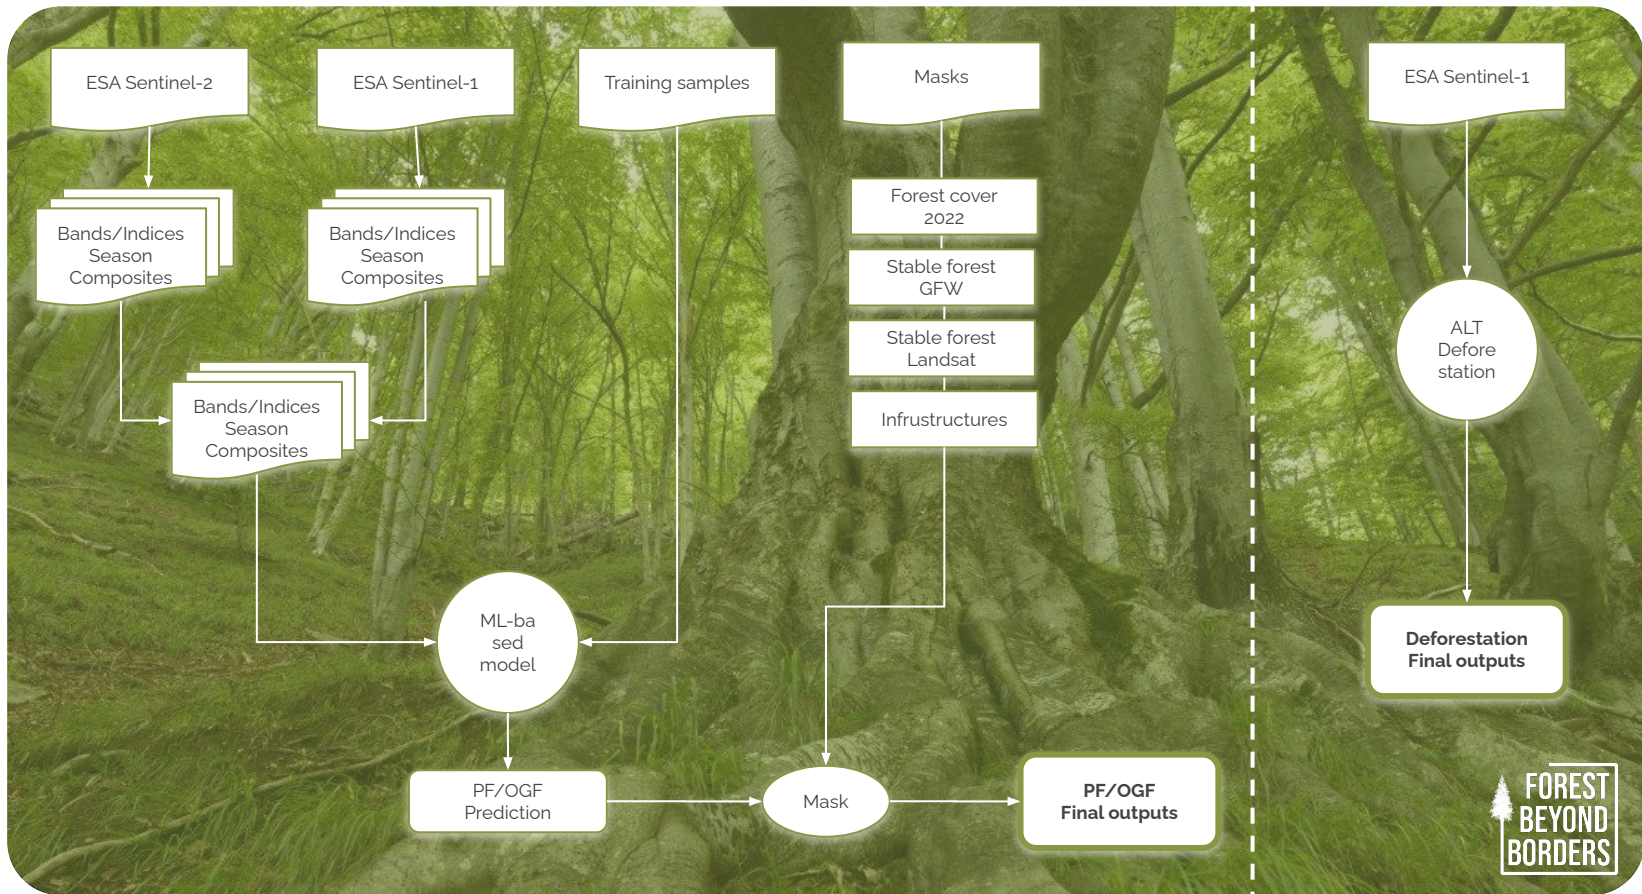 ESA Sentinel-2
ESA Sentinel-1
Training samples
Masks
ESA Sentinel-1
Bands/Indices
Season
Composites
Bands/Indices
Season
Composites
Forest cover
2022
Stable forest
GFW
Stable forest
Landsat
Infrustructures
ALT
Defore
station
Bands/Indices
Season
Composites
ML-ba
sed
model
Deforestation
Final outputs
PF/OGF
Prediction
Mask
PF/OGF
Final outputs
FOREST
BEYOND
BORDERS